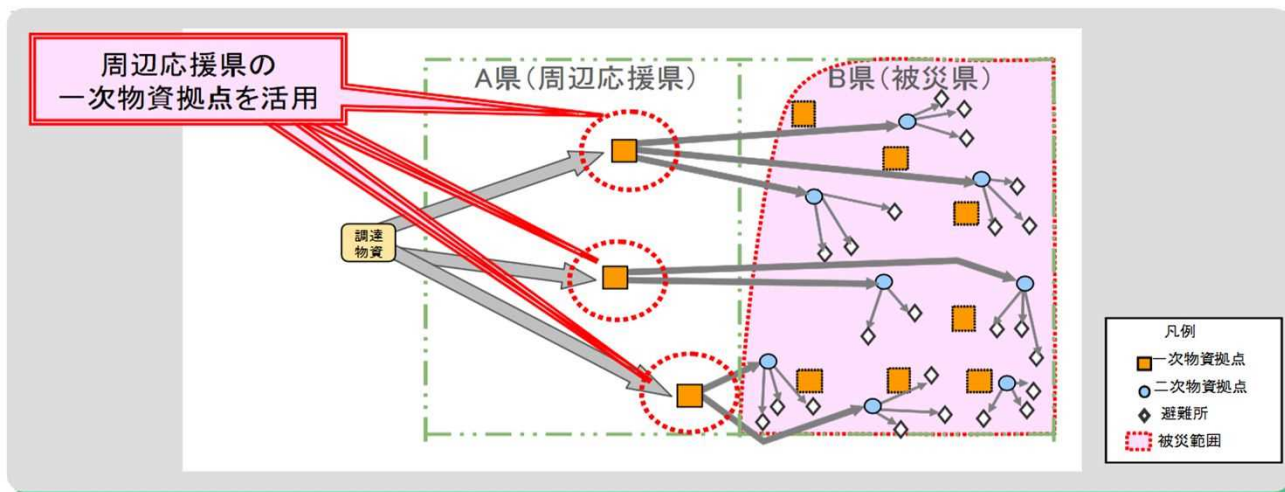 周辺応援県の
一次物資拠点を活用
A県(周辺応援県)
B県(被災県)
調達
物資
凡例
一次物資拠点
二次物資拠点
避難所
被災範囲